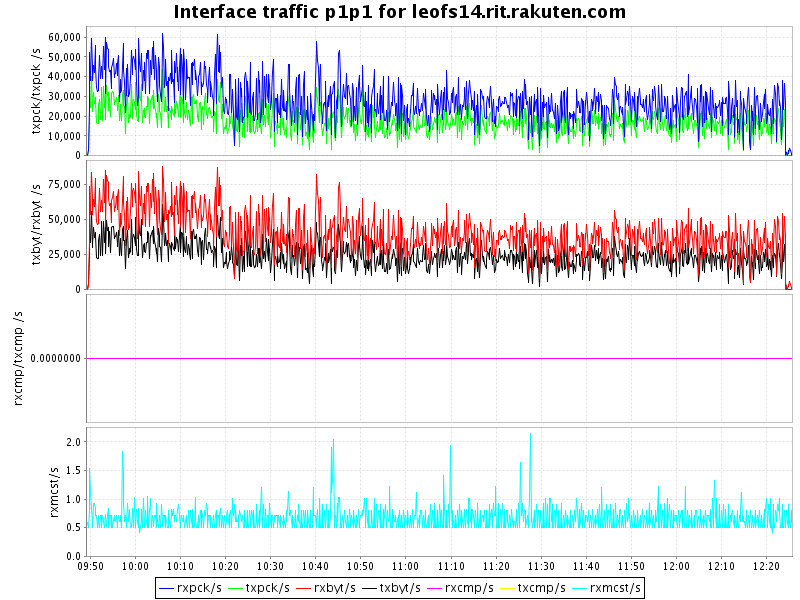 Interface traffic p1p1 for leofs14.rit.rakuten.com
txpck/txpck /s
60,000
50,000
40,000
30,000
20,000
10,000
0
txbyt/rxbyt /s
75,000
50,000
25,000
0
rxcmp/txcmp /s
0.0000000
rxmcst/s
2.0
1.5
1.0
0.5
0.0
09:50 10:00 10:10 10:20 10:30 10:40 10:50 11:00 11:10 11:20 11:30 11:40 11:50 12:00 12:10 12:20
rxpck/s txpck/s rxbyt/s txbyt/s rxcmp/s txcmp/s rxmcst/s